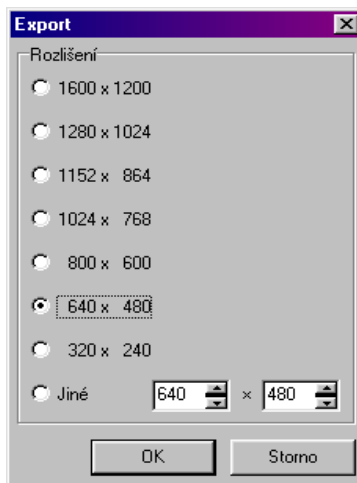 Export
Rozlišení
1600 x 1200
1280 x 1024
1152 x 864
1024 x 768
800 x 600
640 x 480
320 x 240
Jiné 640 × 480
OK Storno